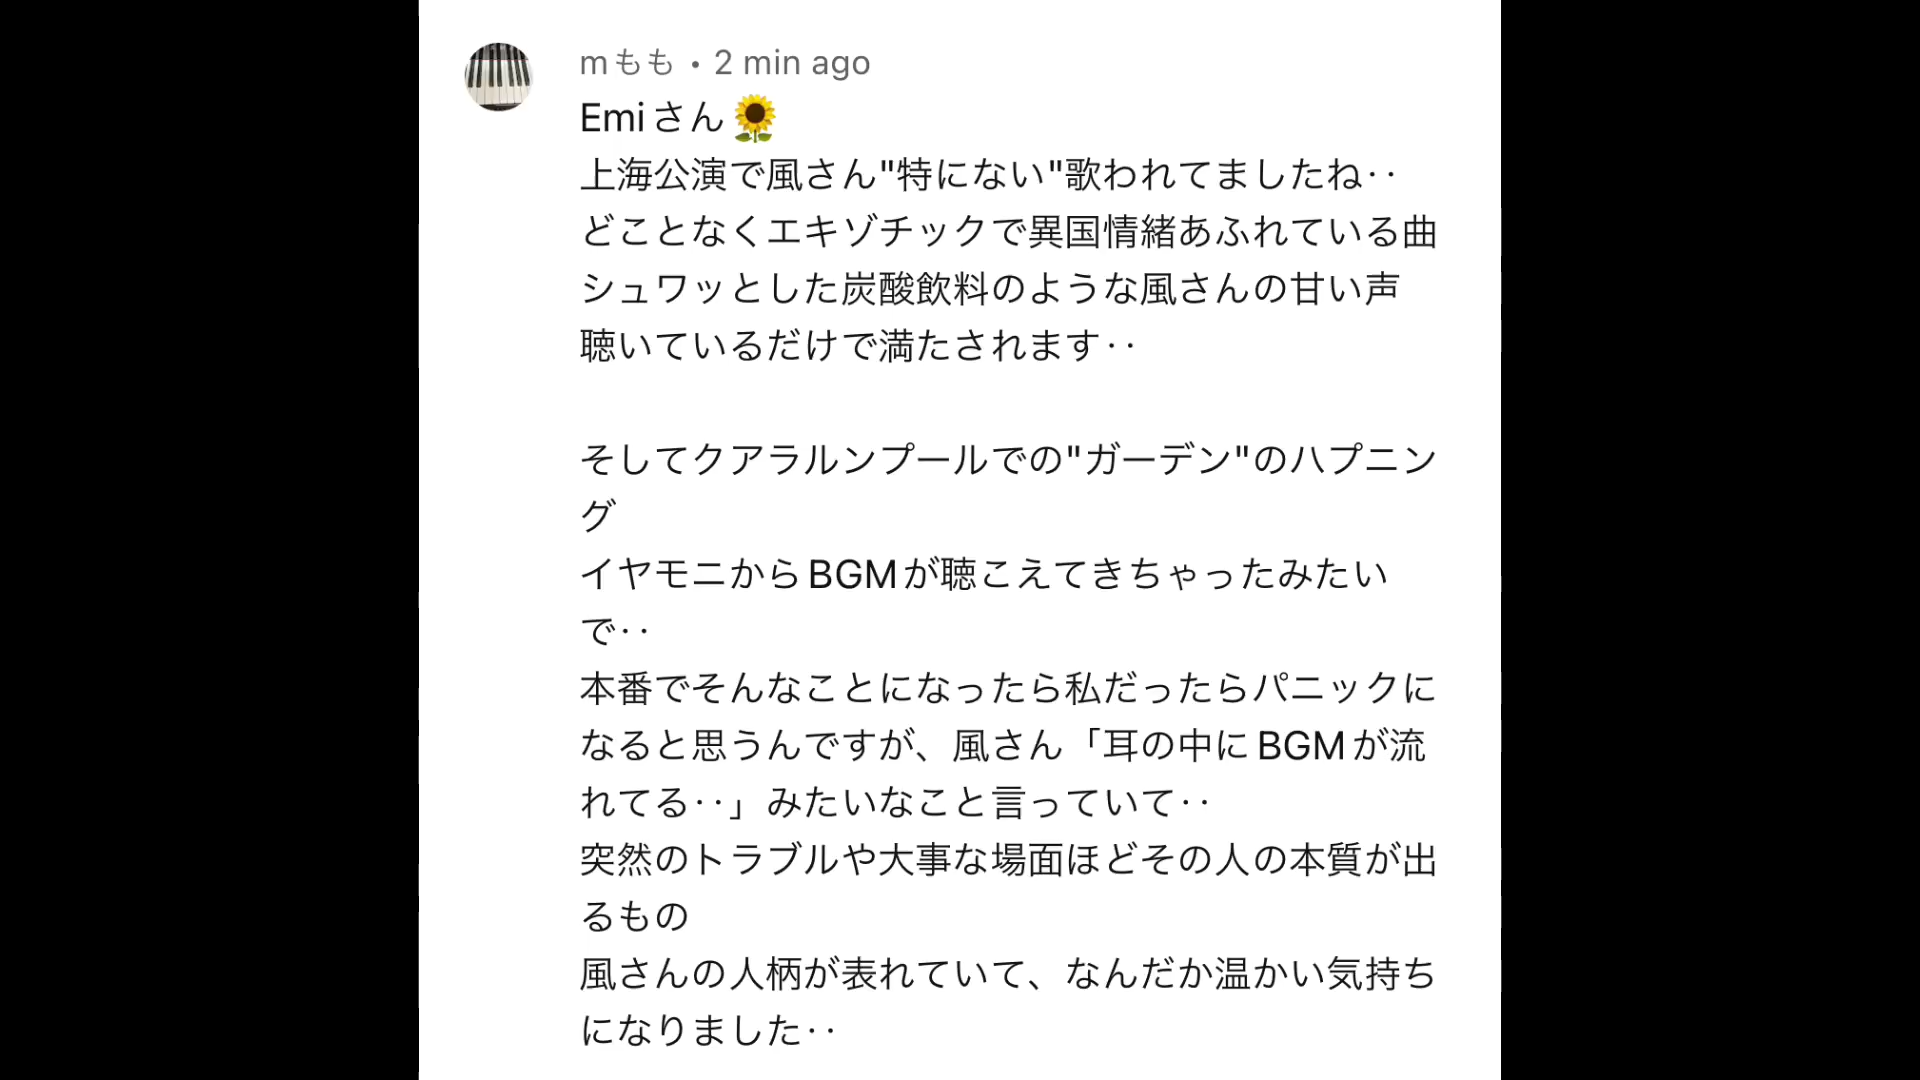 mもも • 2 min ago
Emiさん🌻
上海公演で風さん"特にない"歌われてましたね‥
どことなくエキゾチックで異国情緒あふれている曲
シュワッとした炭酸飲料のような風さんの甘い声
聴いているだけで満たされます‥
そしてクアラルンプールでの"ガーデン"のハプニン
グ
イヤモニからBGMが聴こえてきちゃったみたい
で‥
本番でそんなことになったら私だったらパニックに
なると思うんですが、風さん「耳の中にBGMが流
れてる‥」みたいなこと言っていて‥
突然のトラブルや大事な場面ほどその人の本質が出
るもの
風さんの人柄が表れていて、なんだか温かい気持ち
になりました‥